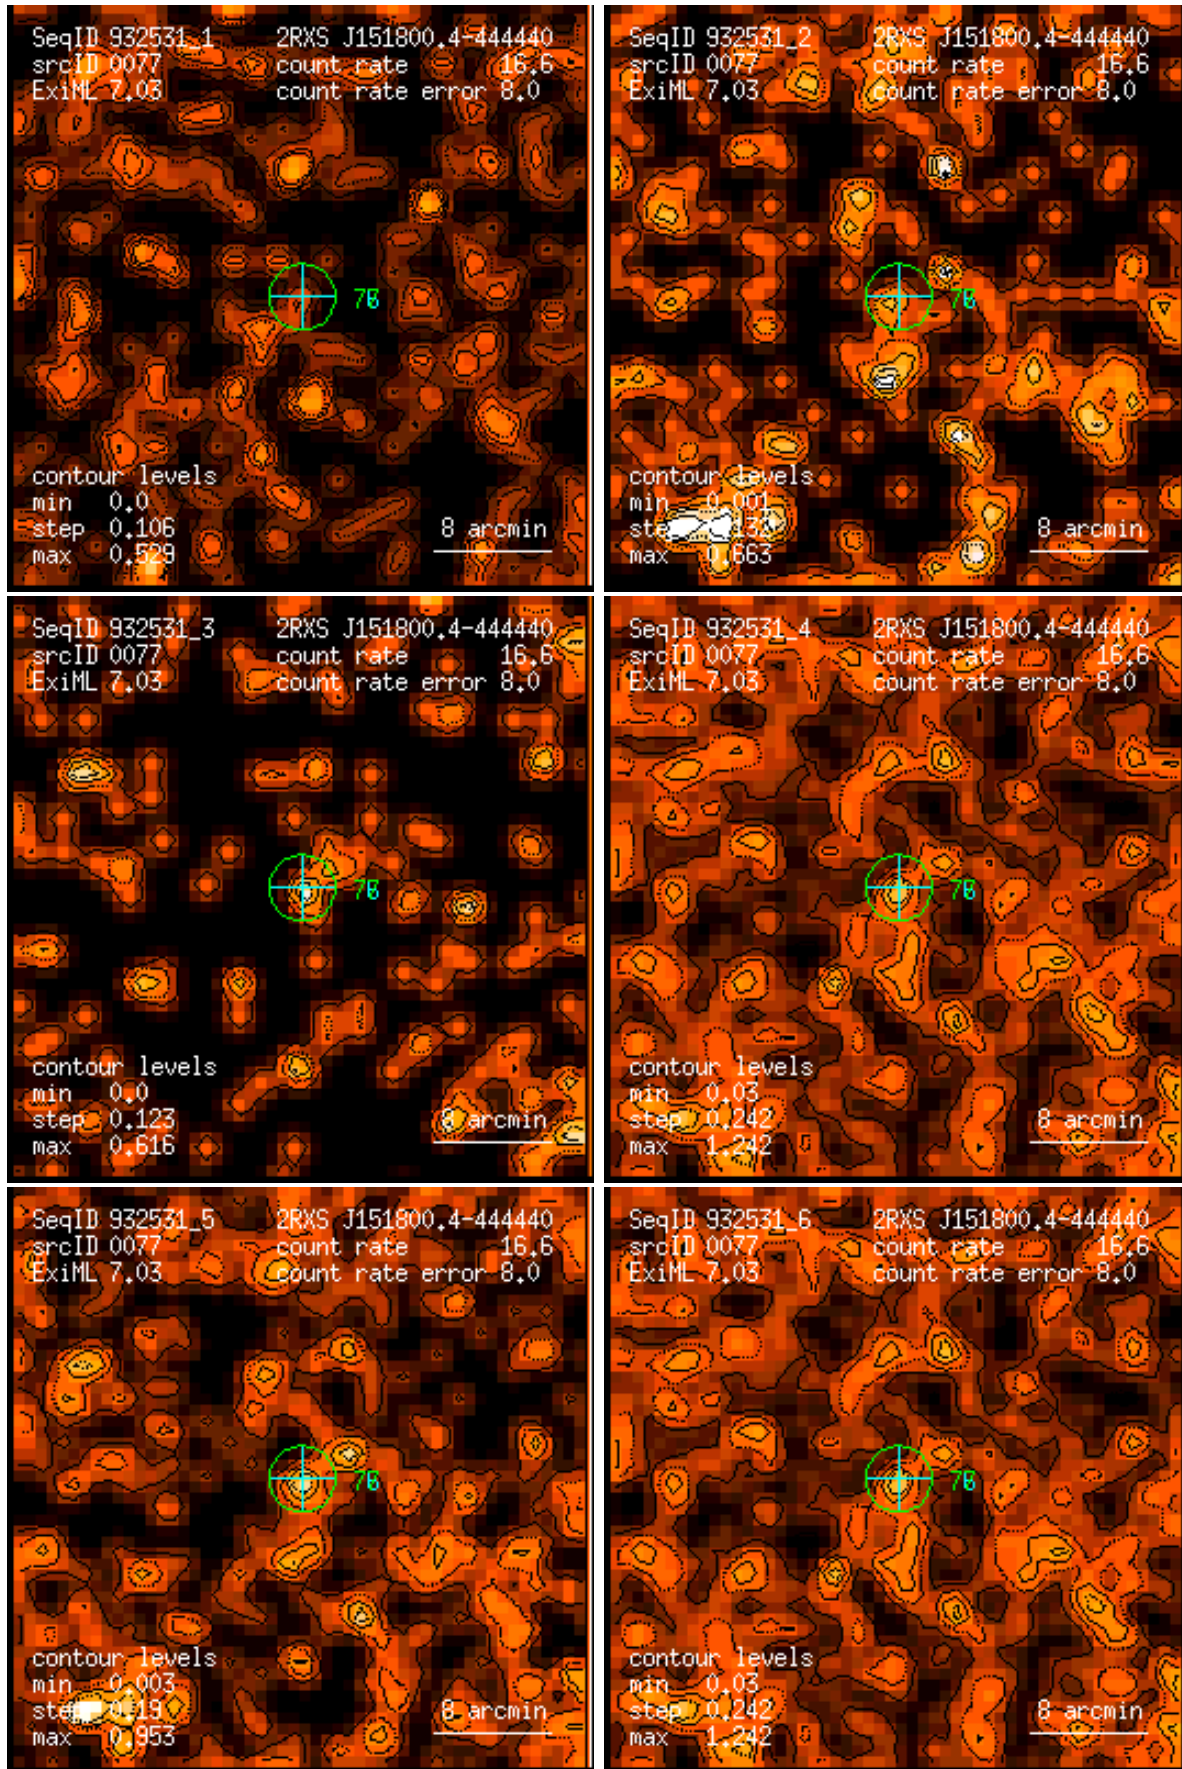 SeqID 932531_1 2RXS J151800.4-444440
srcID 0077 count rate 16.6
ExiML 7.03 count rate error 8.0
contour levels
min 0.0
step 0.106
max 0.529
8 arcmin
SeqID 932531_2 2RXS J151800.4-444440
srcID 0077 count rate 16.6
ExiML 7.03 count rate error 8.0
contour levels
min 0.001
step 0.132
max 0.663
8 arcmin
SeqID 932531_3 2RXS J151800.4-444440
srcID 0077 count rate 16.6
ExiML 7.03 count rate error 8.0
contour levels
min 0.0
step 0.123
max 0.616
8 arcmin
SeqID 932531_4 2RXS J151800.4-444440
srcID 0077 count rate 16.6
ExiML 7.03 count rate error 8.0
contour levels
min 0.03
step 0.242
max 1.242
8 arcmin
SeqID 932531_5 2RXS J151800.4-444440
srcID 0077 count rate 16.6
ExiML 7.03 count rate error 8.0
contour levels
min 0.003
step 0.19
max 0.953
8 arcmin
SeqID 932531_6 2RXS J151800.4-444440
srcID 0077 count rate 16.6
ExiML 7.03 count rate error 8.0
contour levels
min 0.03
step 0.242
max 1.242
8 arcmin